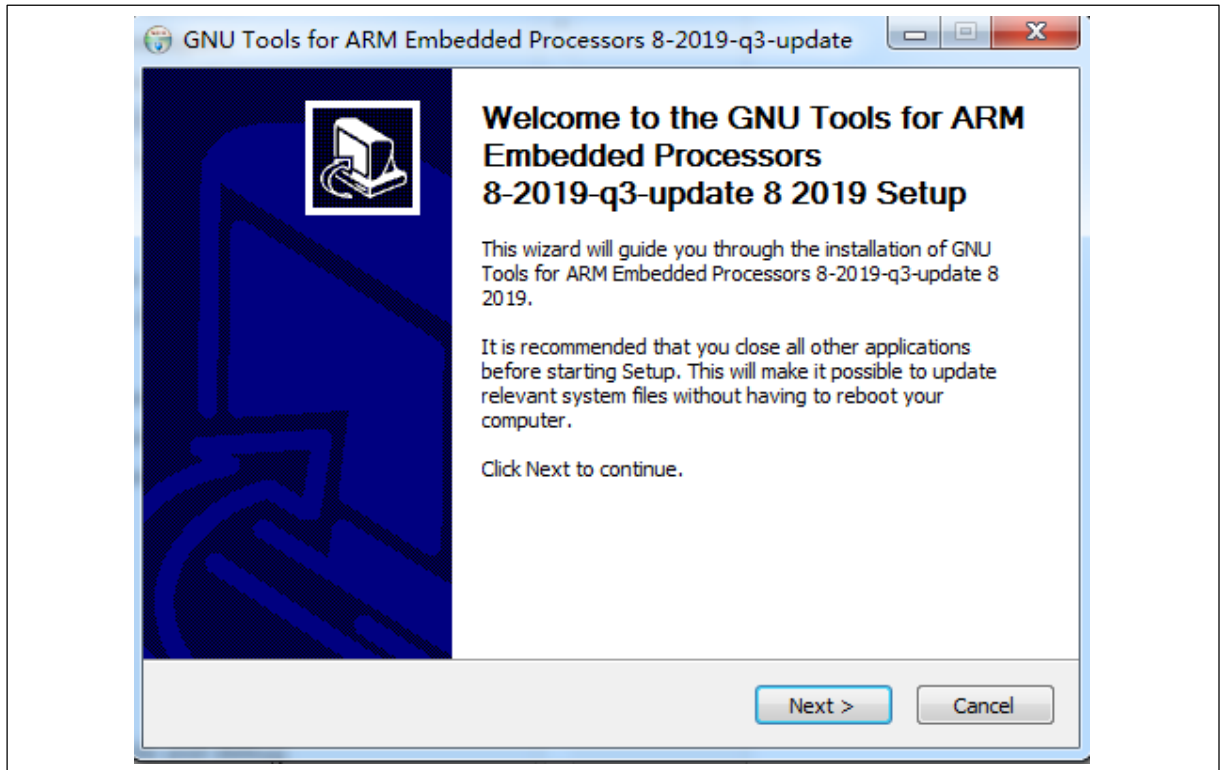 GNU Tools for ARM Embedded Processors 8-2019-q3-update
Welcome to the GNU Tools for ARM
Embedded Processors
8-2019-q3-update 8 2019 Setup
This wizard will guide you through the installation of GNU
Tools for ARM Embedded Processors 8-2019-q3-update 8
2019.
It is recommended that you close all other applications
before starting Setup. This will make it possible to update
relevant system files without having to reboot your
computer.
Click Next to continue.
Next >
Cancel